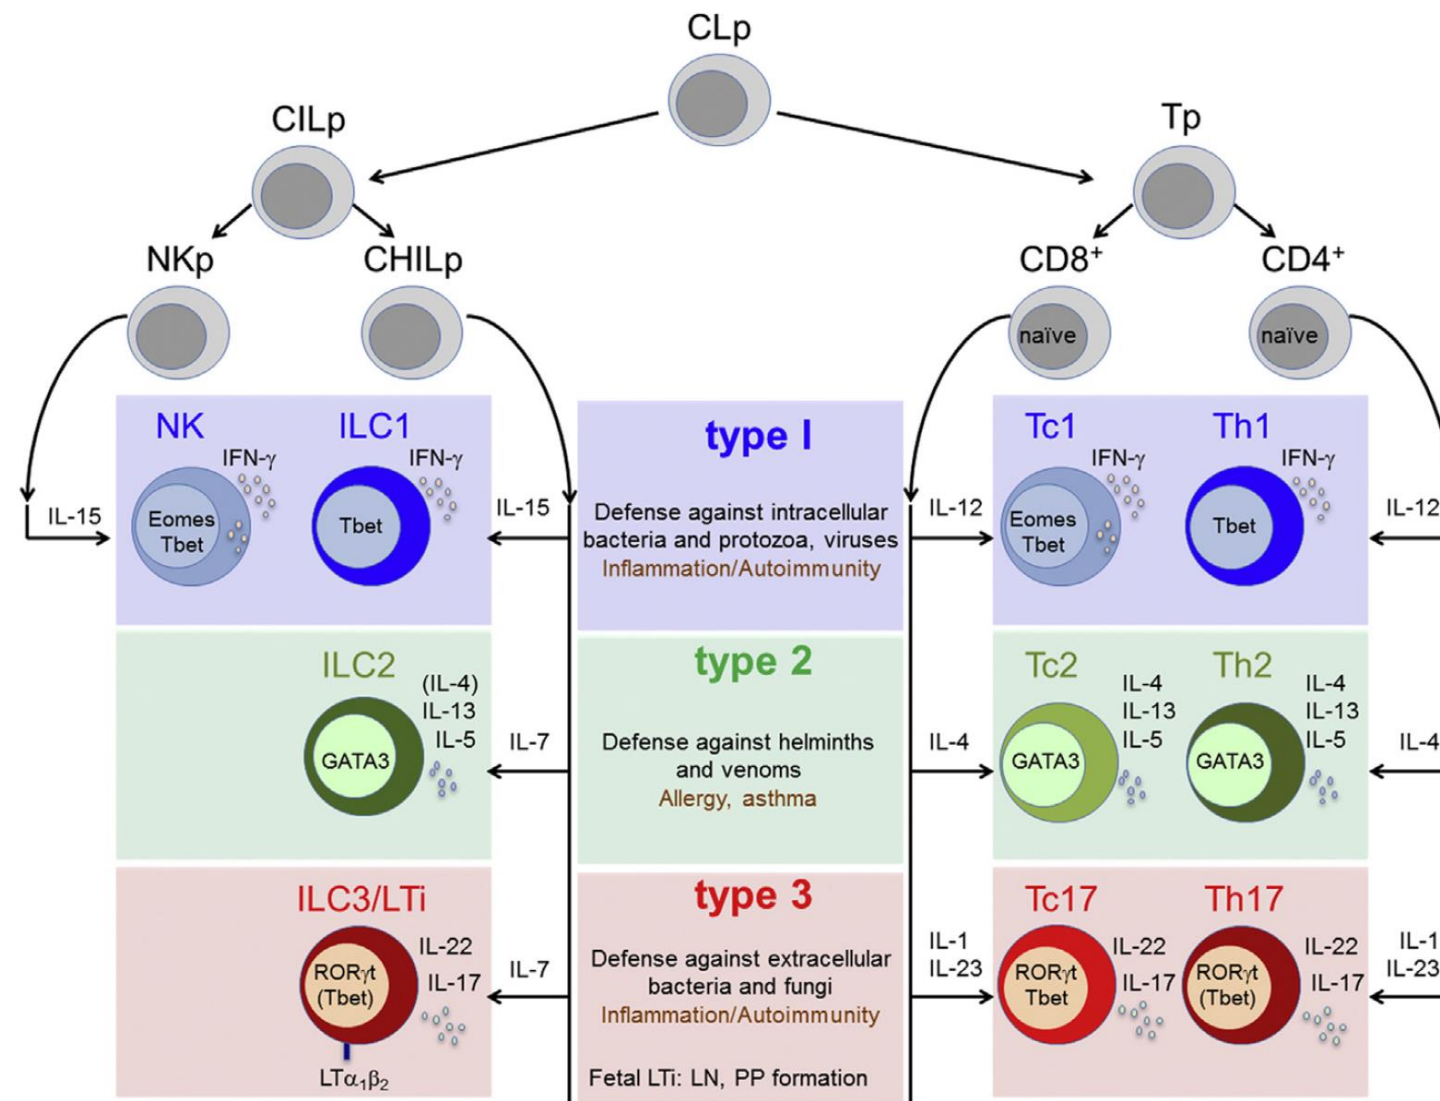 CLp
CILp
Tp
NKp
CHILp
CD8⁺
CD4⁺
naïve
naïve
NK
ILC1
type I
Tc1
Th1
IFN-γ
IFN-γ
IFN-γ
IFN-γ
IL-15
Eomes
Tbet
Tbet
IL-15
Defense against intracellular
bacteria and protozoa, viruses
Inflammation/Autoimmunity
IL-12
Eomes
Tbet
Tbet
IL-12
ILC2
(IL-4)
IL-13
IL-5
GATA3
IL-7
type 2
Defense against helminths
and venoms
Allergy, asthma
IL-4
Tc2
IL-4
IL-13
IL-5
GATA3
Th2
IL-4
IL-13
IL-5
GATA3
IL-4
ILC3/LTi
IL-22
IL-17
RORγt
(Tbet)
LTα₁β₂
IL-7
type 3
Defense against extracellular
bacteria and fungi
Inflammation/Autoimmunity
Fetal LTi: LN, PP formation
IL-1
IL-23
Tc17
IL-22
IL-17
RORγt
Tbet
Th17
IL-22
IL-17
RORγt
(Tbet)
IL-1
IL-23